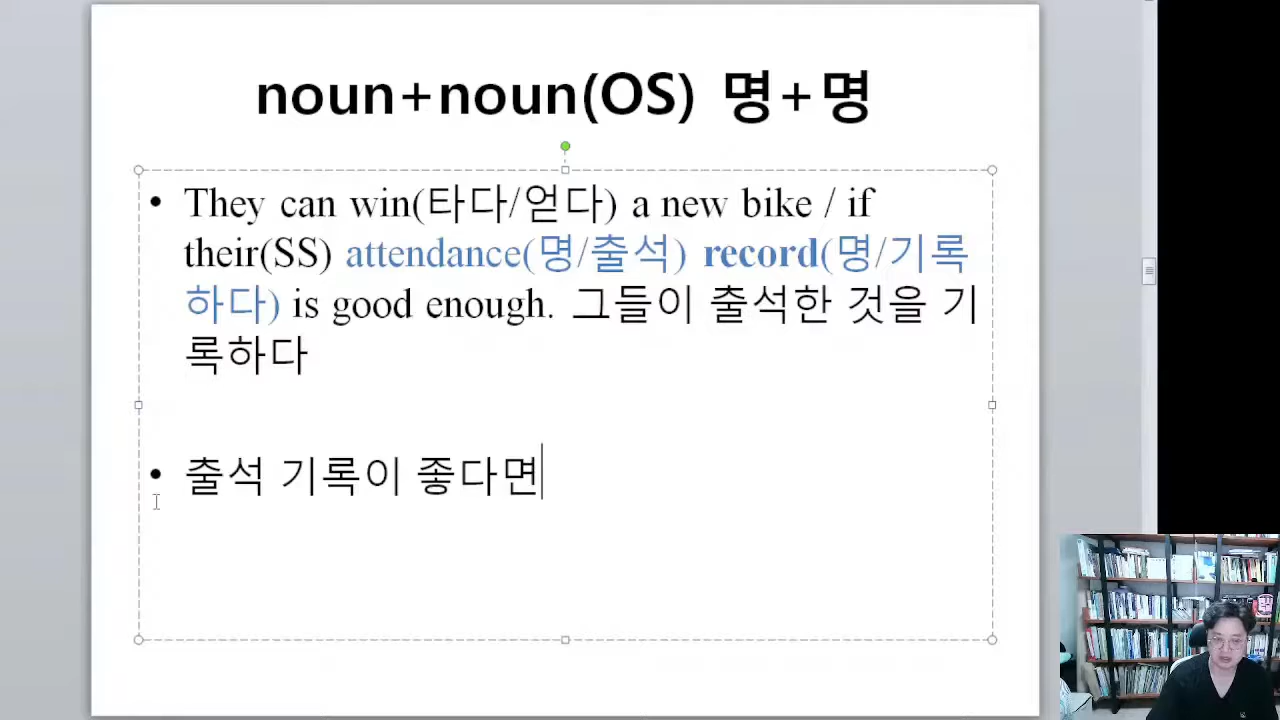 noun+noun(OS) 명+명
• They can win(타다/얻다) a new bike / if
their(SS) attendance(명/출석) record(명/기록
하다) is good enough. 그들이 출석한 것을 기
록하다
• 출석 기록이 좋다면